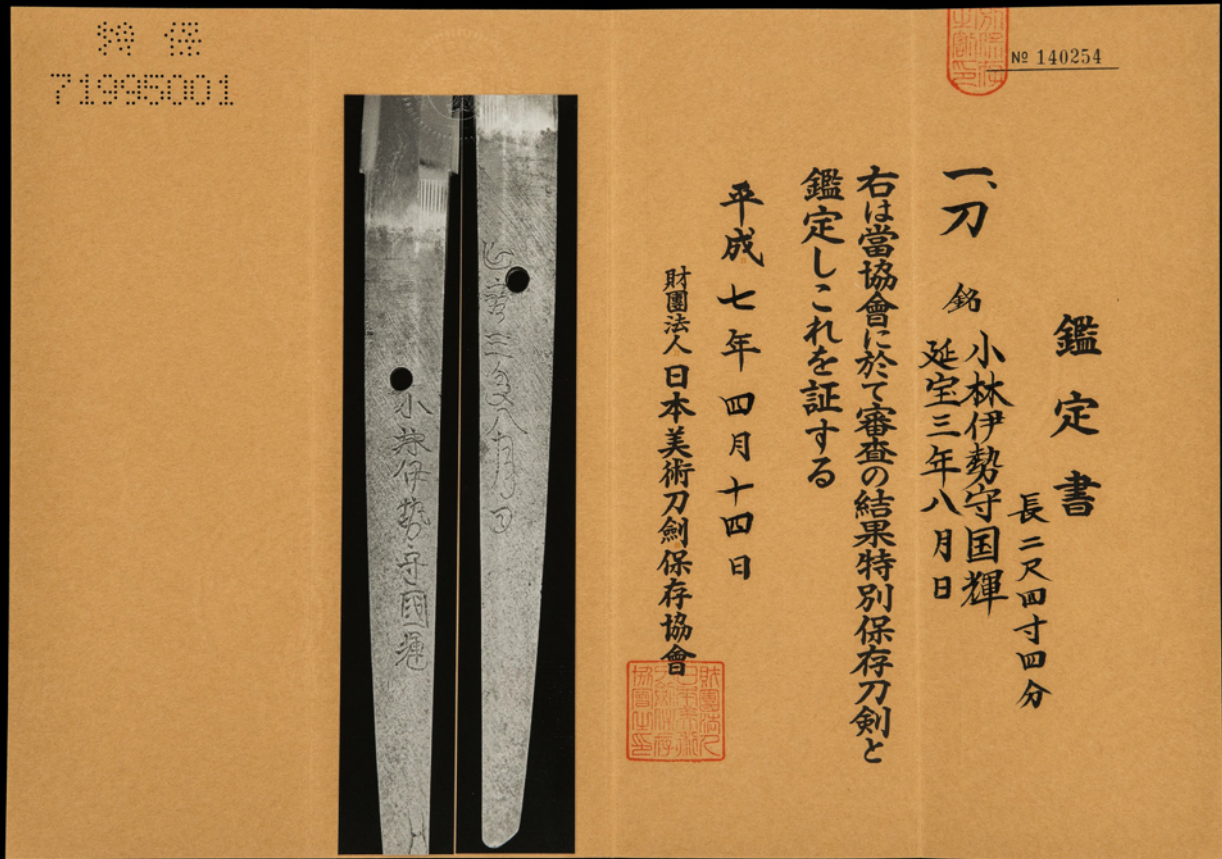 鑑定書
一、刀 銘 小林伊勢守国輝
延宝三年八月日
長二尺四寸四分
右は當協會に於て審査の結果特別保存刀剣と
鑑定しこれを証する
平成七年四月十四日
財團法人日本美術刀劍保存協會
№ 140254
特保
71995001
小林伊勢守國輝
延寳三年八月日